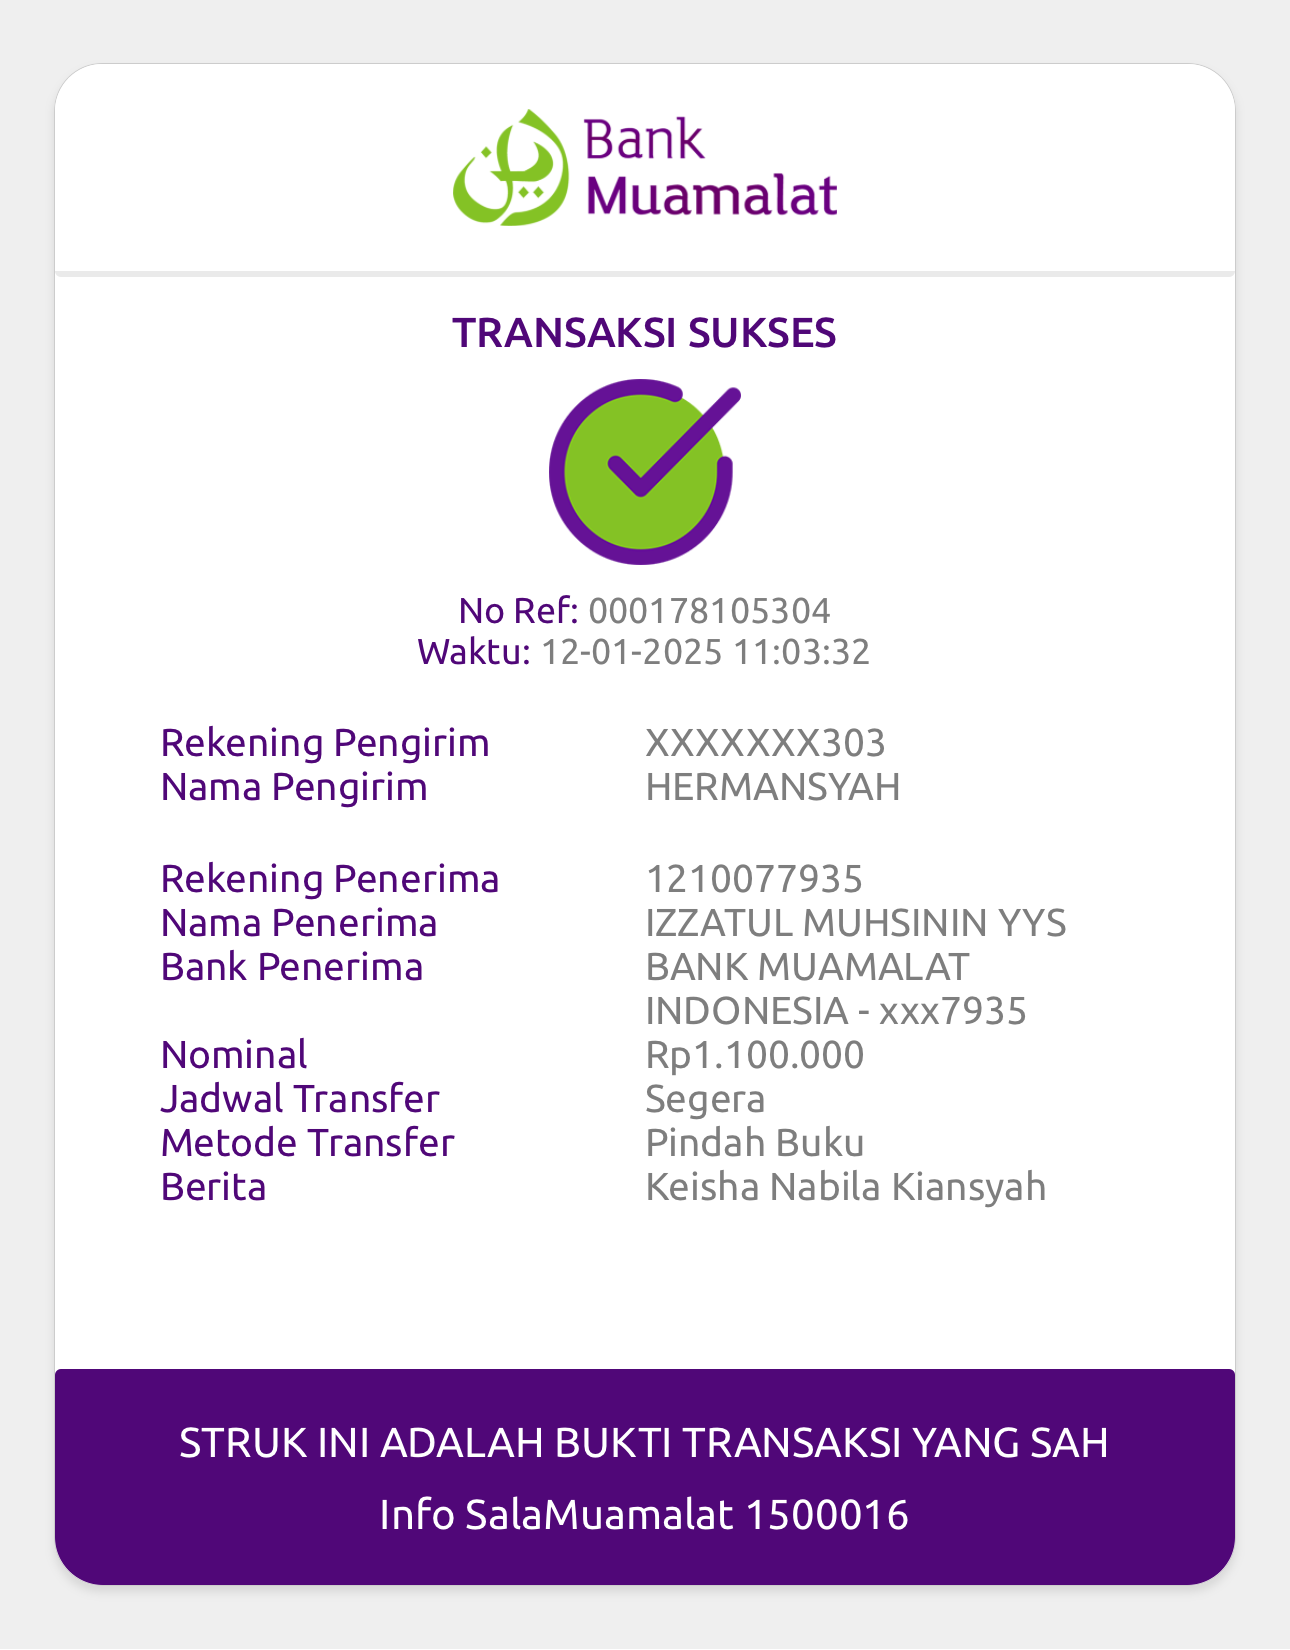 Bank
Muamalat
TRANSAKSI SUKSES
No Ref: 000178105304
Waktu: 12-01-2025 11:03:32
Rekening Pengirim XXXXXXX303
Nama Pengirim HERMANSYAH
Rekening Penerima 1210077935
Nama Penerima IZZATUL MUHSININ YYS
Bank Penerima BANK MUAMALAT
INDONESIA - xxx7935
Nominal Rp1.100.000
Jadwal Transfer Segera
Metode Transfer Pindah Buku
Berita Keisha Nabila Kiansyah
STRUK INI ADALAH BUKTI TRANSAKSI YANG SAH
Info SalaMuamalat 1500016